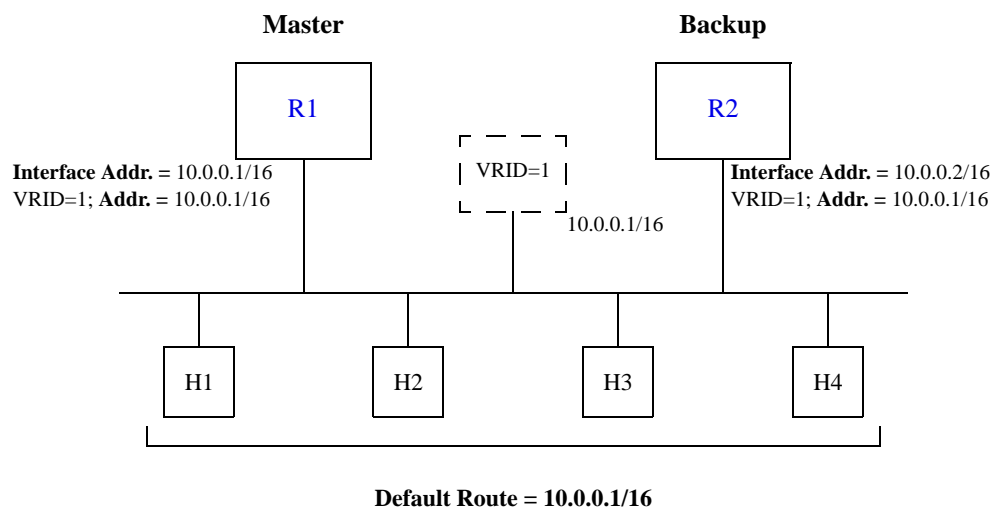 Master
Backup
R1
R2
VRID=1
Interface Addr. = 10.0.0.1/16
VRID=1; Addr. = 10.0.0.1/16
Interface Addr. = 10.0.0.2/16
VRID=1; Addr. = 10.0.0.1/16
10.0.0.1/16
H1
H2
H3
H4
Default Route = 10.0.0.1/16